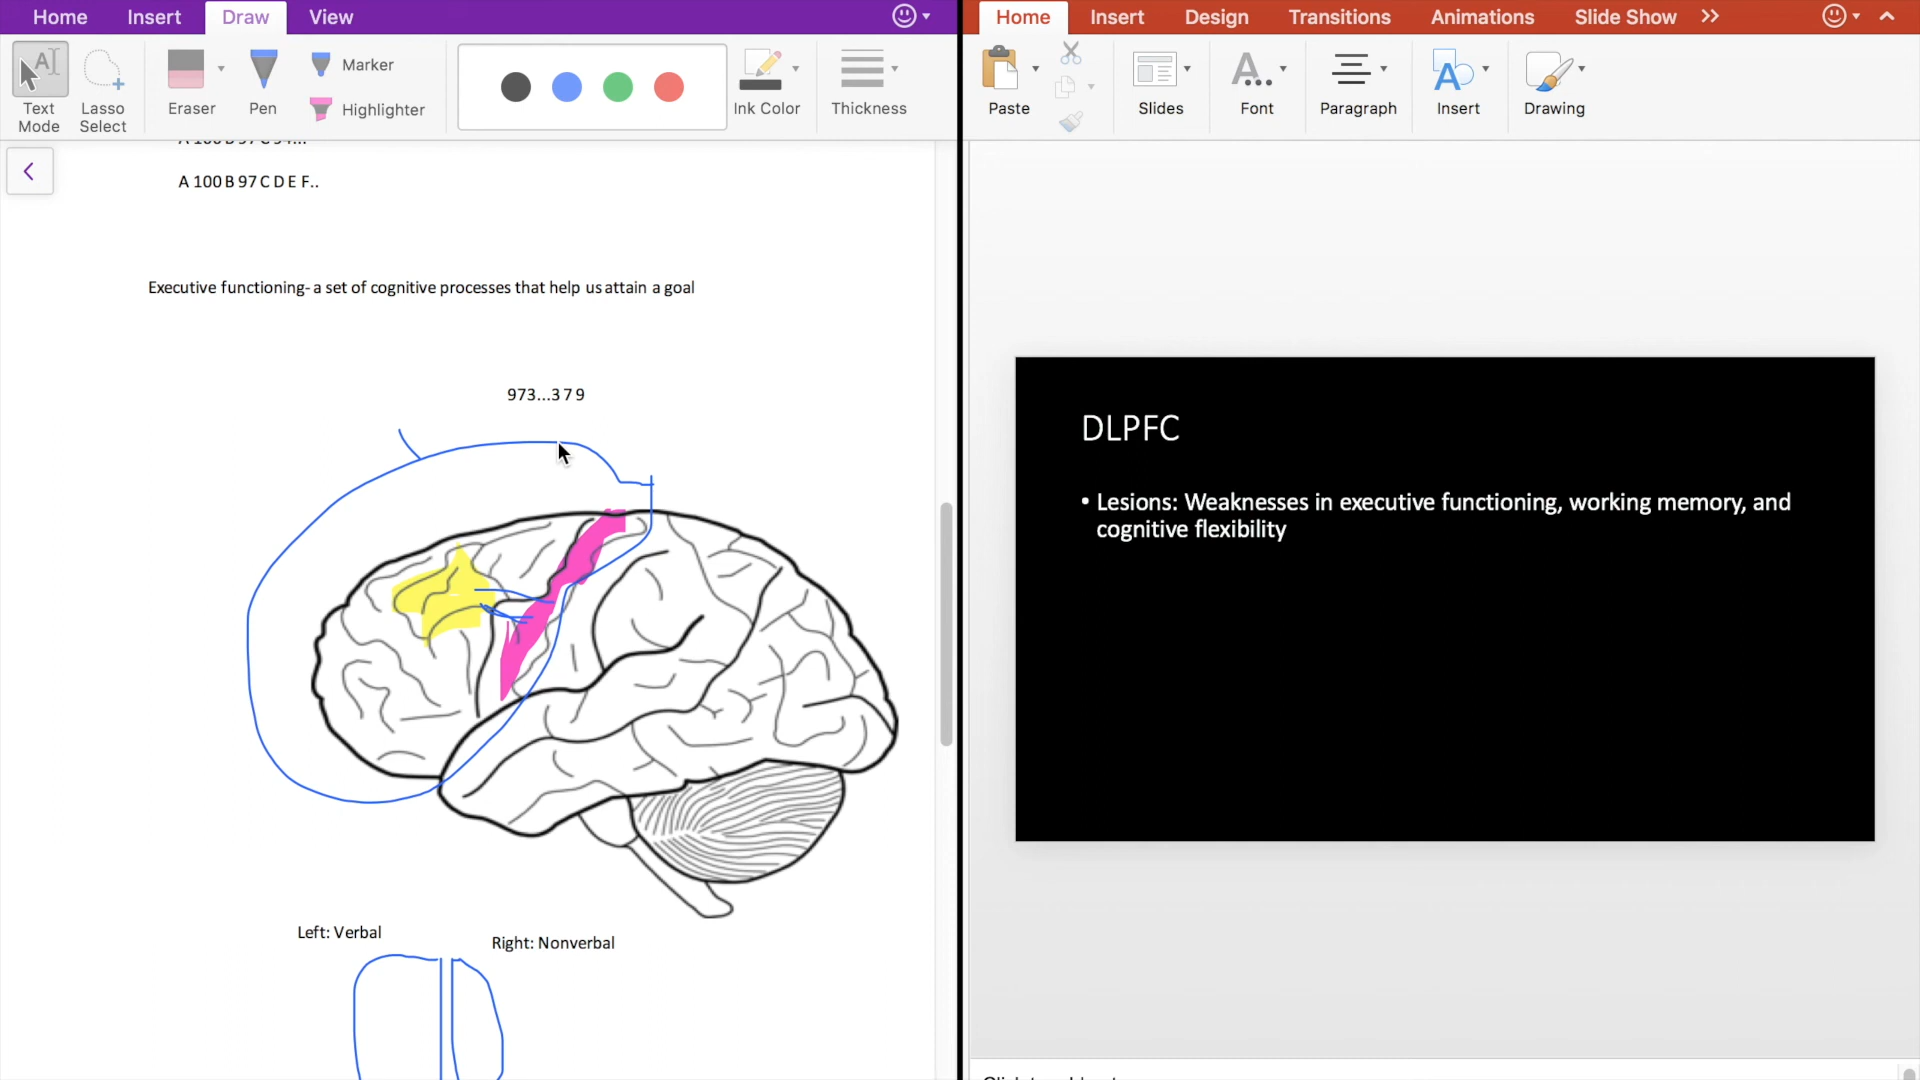 Home Insert Draw View
Text Mode
Lasso Select
Eraser
Pen
Marker
Highlighter
Ink Color
Thickness
A 100 B 97 C D E F..
Executive functioning- a set of cognitive processes that help us attain a goal
973...3 7 9
Left: Verbal
Right: Nonverbal
Home Insert Design Transitions Animations Slide Show
Paste
Slides
Font
Paragraph
Insert
Drawing
DLPFC
• Lesions: Weaknesses in executive functioning, working memory, and
cognitive flexibility